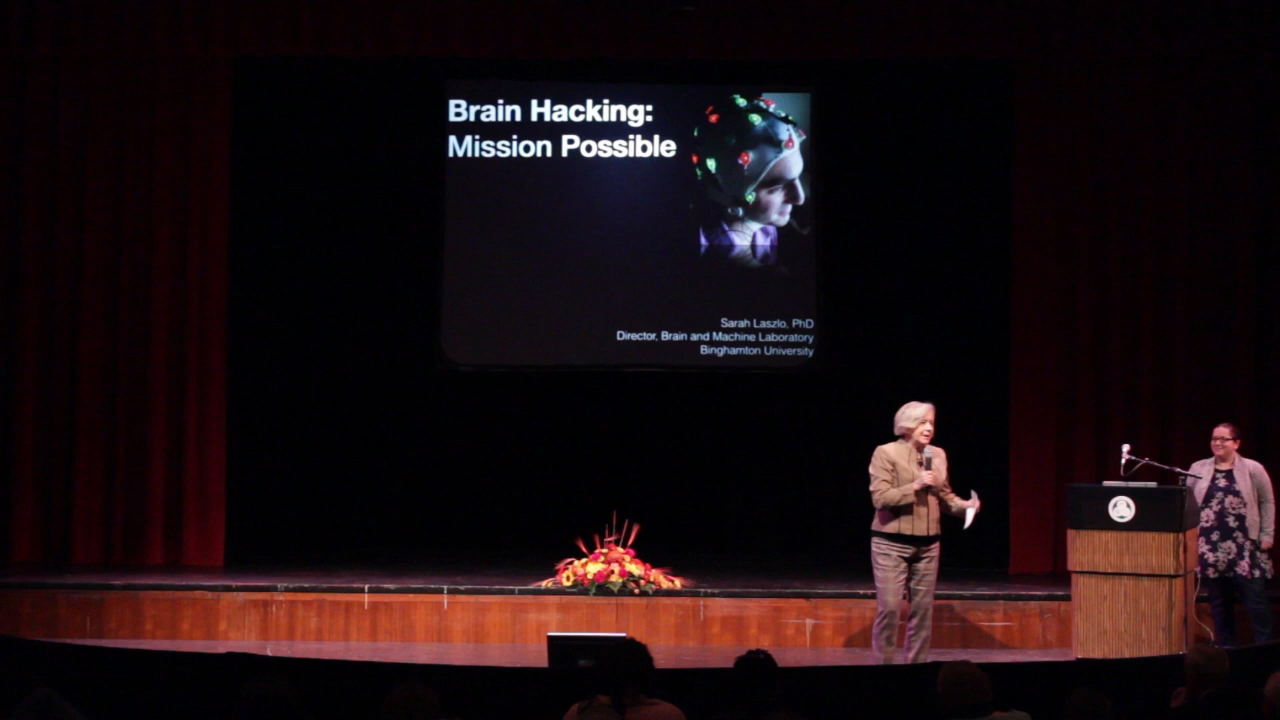 Brain Hacking:
Mission Possible
Sarah Laszlo, PhD
Director, Brain and Machine Laboratory
Binghamton University